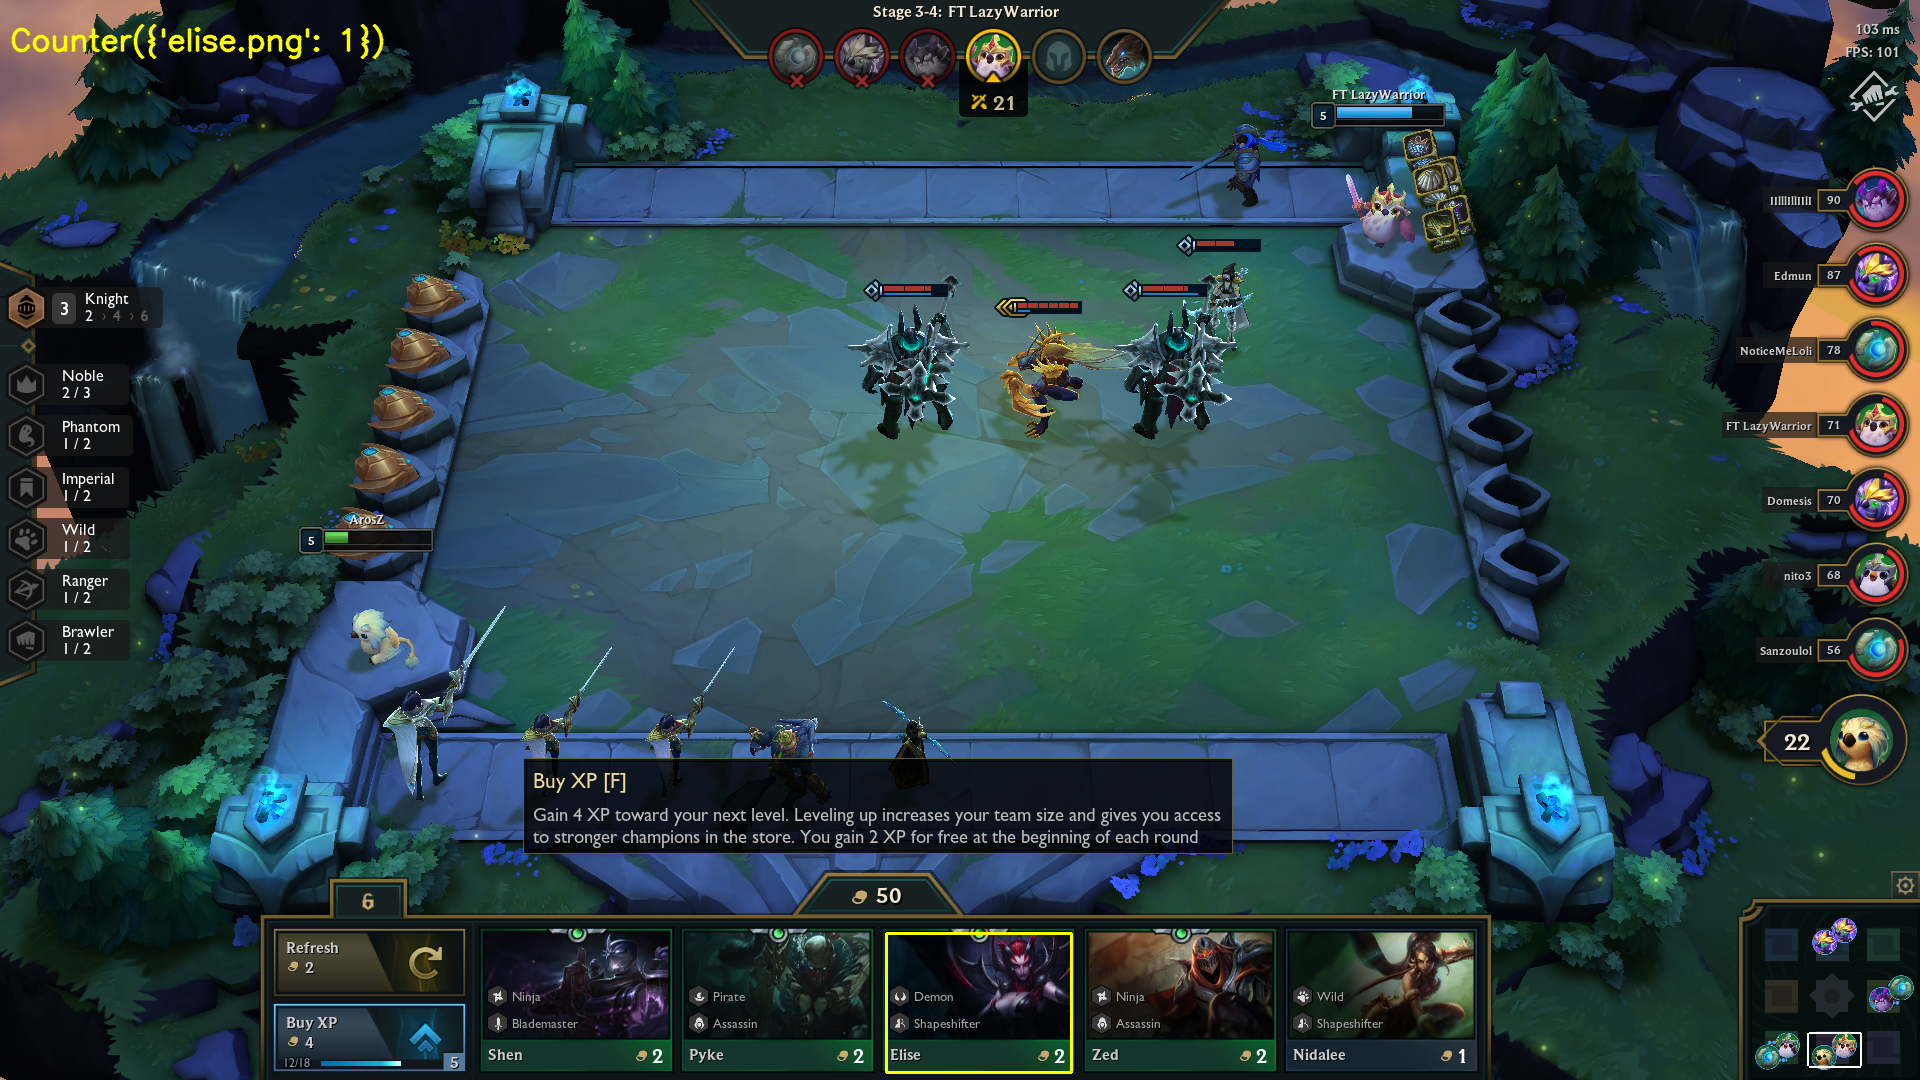 Counter({'elise.png': 1})
Stage 3-4: FT LazyWarrior
21
103 ms
FPS: 101
FT LazyWarrior
5
90
Edmun
87
NoticeMeLoli
78
FT LazyWarrior
71
Domesis
70
nito3
68
Sanzoulol
56
22
3
Knight
2 › 4 › 6
Noble
2 / 3
Phantom
1 / 2
Imperial
1 / 2
Wild
1 / 2
Ranger
1 / 2
Brawler
1 / 2
ArosZ
5
Buy XP [F]
Gain 4 XP toward your next level. Leveling up increases your team size and gives you access
to stronger champions in the store. You gain 2 XP for free at the beginning of each round
6
50
Refresh
2
Buy XP
4
12/18
5
Ninja
Blademaster
Shen
2
Pirate
Assassin
Pyke
2
Demon
Shapeshifter
Elise
2
Ninja
Assassin
Zed
2
Wild
Shapeshifter
Nidalee
1